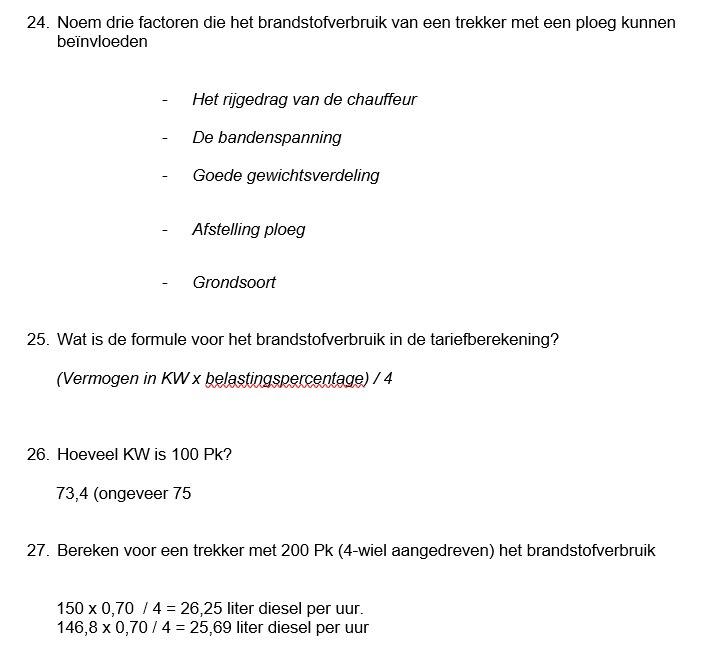 24. Noem drie factoren die het brandstofverbruik van een trekker met een ploeg kunnen
beïnvloeden
- Het rijgedrag van de chauffeur
- De bandenspanning
- Goede gewichtsverdeling
- Afstelling ploeg
- Grondsoort
25. Wat is de formule voor het brandstofverbruik in de tariefberekening?
(Vermogen in KW x belastingspercentage) / 4
26. Hoeveel KW is 100 Pk?
73,4 (ongeveer 75
27. Bereken voor een trekker met 200 Pk (4-wiel aangedreven) het brandstofverbruik
150 x 0,70 / 4 = 26,25 liter diesel per uur.
146,8 x 0,70 / 4 = 25,69 liter diesel per uur